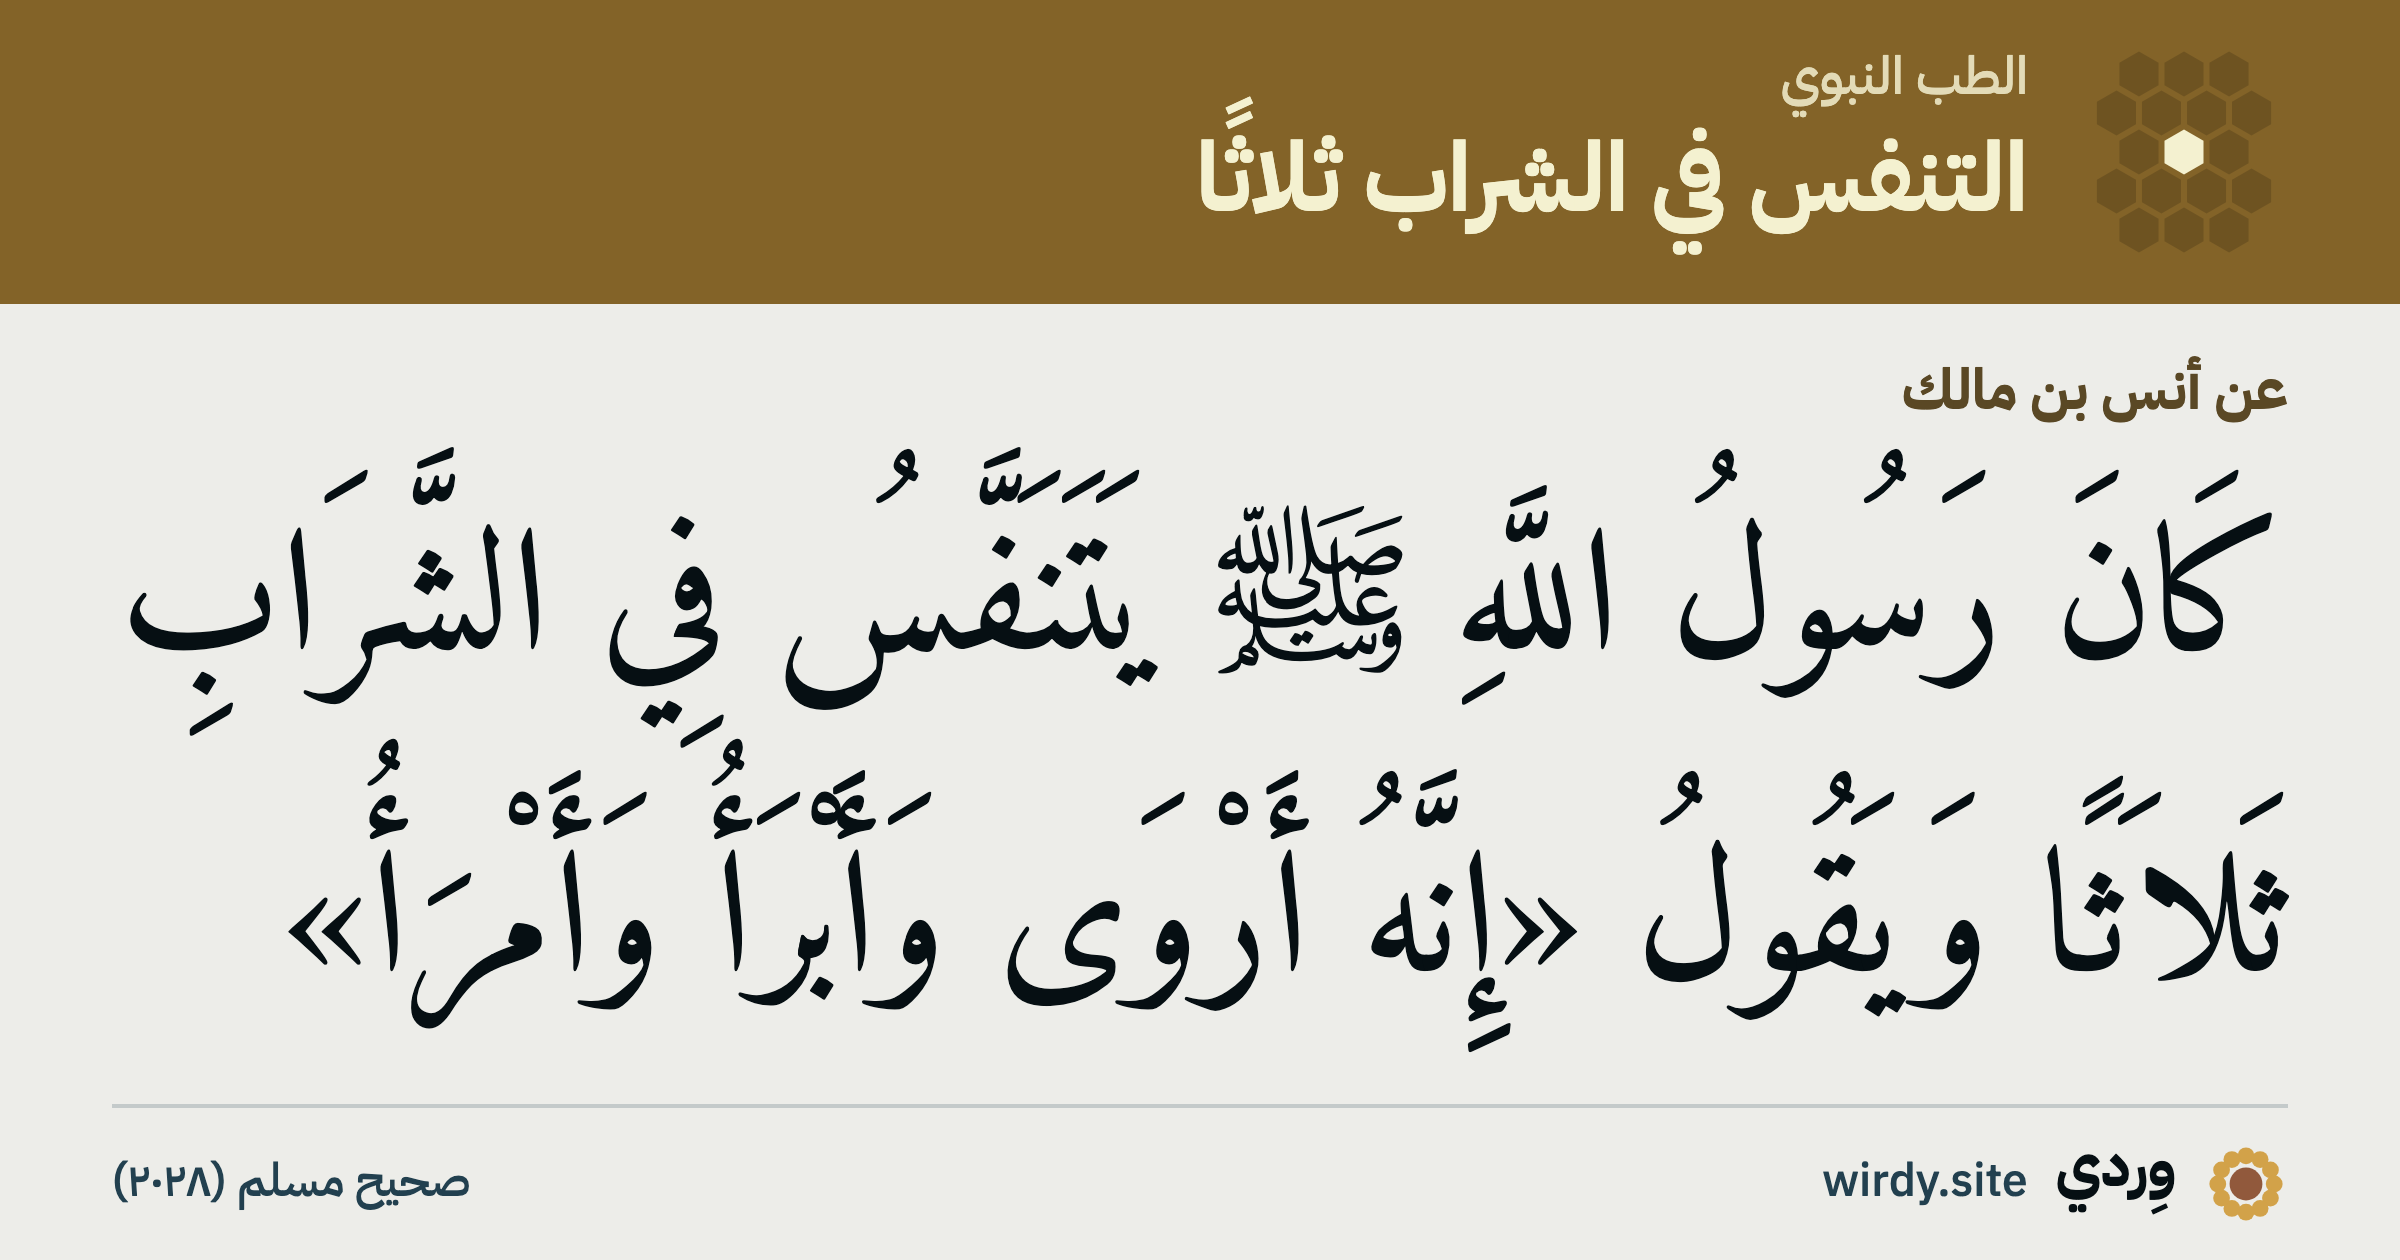 الطب النبوي
التنفس في الشراب ثلاثًا
عن أنس بن مالك
كَانَ رَسُولُ اللَّهِ ﷺ يَتَنَفَّسُ فِي الشَّرَابِ
ثَلَاثًا وَيَقُولُ «إِنَّهُ أَرْوَى وَأَبْرَأُ وَأَمْرَأُ»
وِردي wirdy.site
صحيح مسلم (٢٠٢٨)